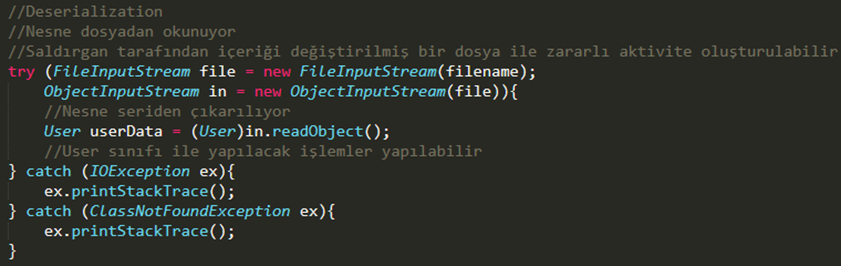 //Deserialization
//Nesne dosyadan okunuyor
//Saldırgan tarafından içeriği değiştirilmiş bir dosya ile zararlı aktivite oluşturulabilir
try (FileInputStream file = new FileInputStream(filename);
    ObjectInputStream in = new ObjectInputStream(file)){
    //Nesne seriden çıkarılıyor
    User userData = (User)in.readObject();
    //User sınıfı ile yapılacak işlemler yapılabilir
} catch (IOException ex){
    ex.printStackTrace();
} catch (ClassNotFoundException ex){
    ex.printStackTrace();
}